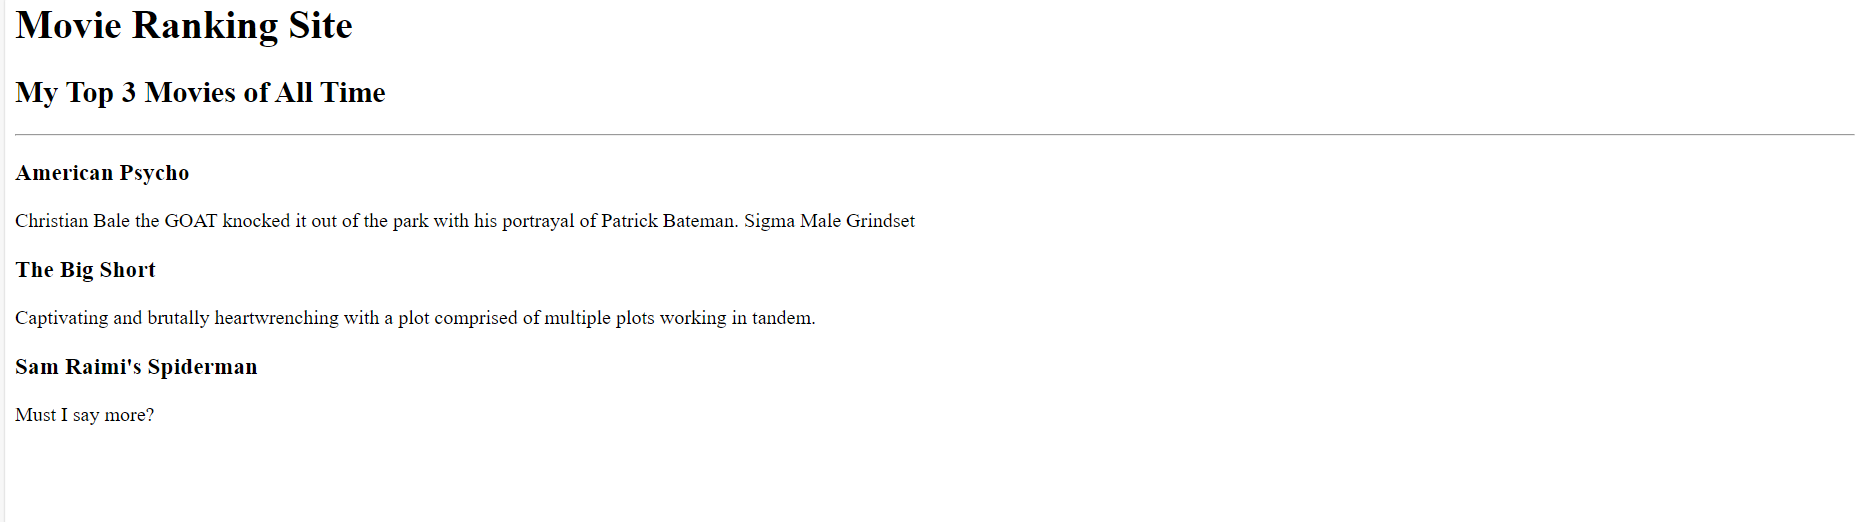 Movie Ranking Site
My Top 3 Movies of All Time
American Psycho
Christian Bale the GOAT knocked it out of the park with his portrayal of Patrick Bateman. Sigma Male Grindset
The Big Short
Captivating and brutally heartwrenching with a plot comprised of multiple plots working in tandem.
Sam Raimi's Spiderman
Must I say more?